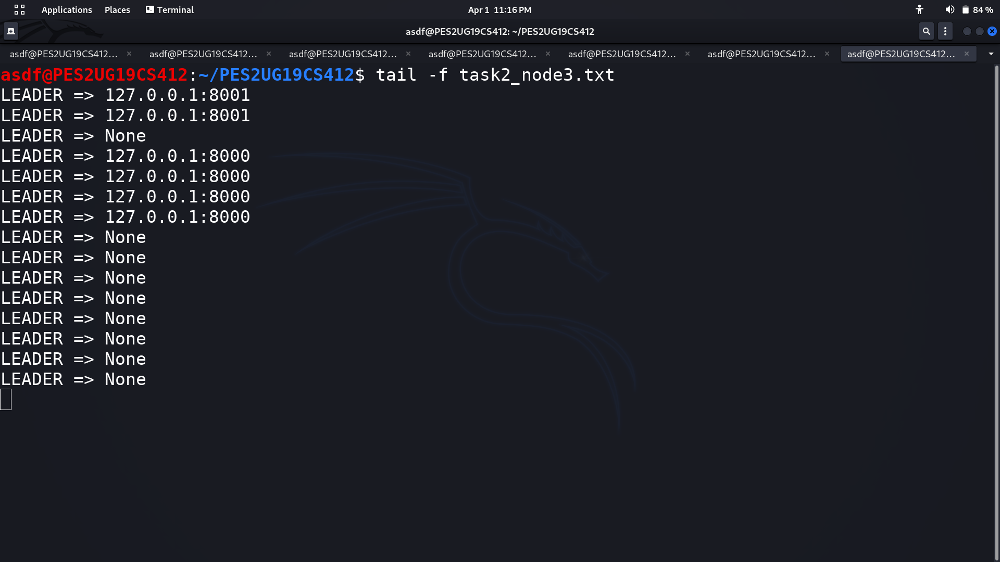 Applications Places Terminal Apr 1 11:16 PM 84 %
asdf@PES2UG19CS412: ~/PES2UG19CS412
asdf@PES2UG19CS412... asdf@PES2UG19CS412... asdf@PES2UG19CS412... asdf@PES2UG19CS412... asdf@PES2UG19CS412... asdf@PES2UG19CS412... asdf@PES2UG19CS412...
asdf@PES2UG19CS412:~/PES2UG19CS412$ tail -f task2_node3.txt
LEADER => 127.0.0.1:8001
LEADER => 127.0.0.1:8001
LEADER => None
LEADER => 127.0.0.1:8000
LEADER => 127.0.0.1:8000
LEADER => 127.0.0.1:8000
LEADER => 127.0.0.1:8000
LEADER => None
LEADER => None
LEADER => None
LEADER => None
LEADER => None
LEADER => None
LEADER => None
LEADER => None